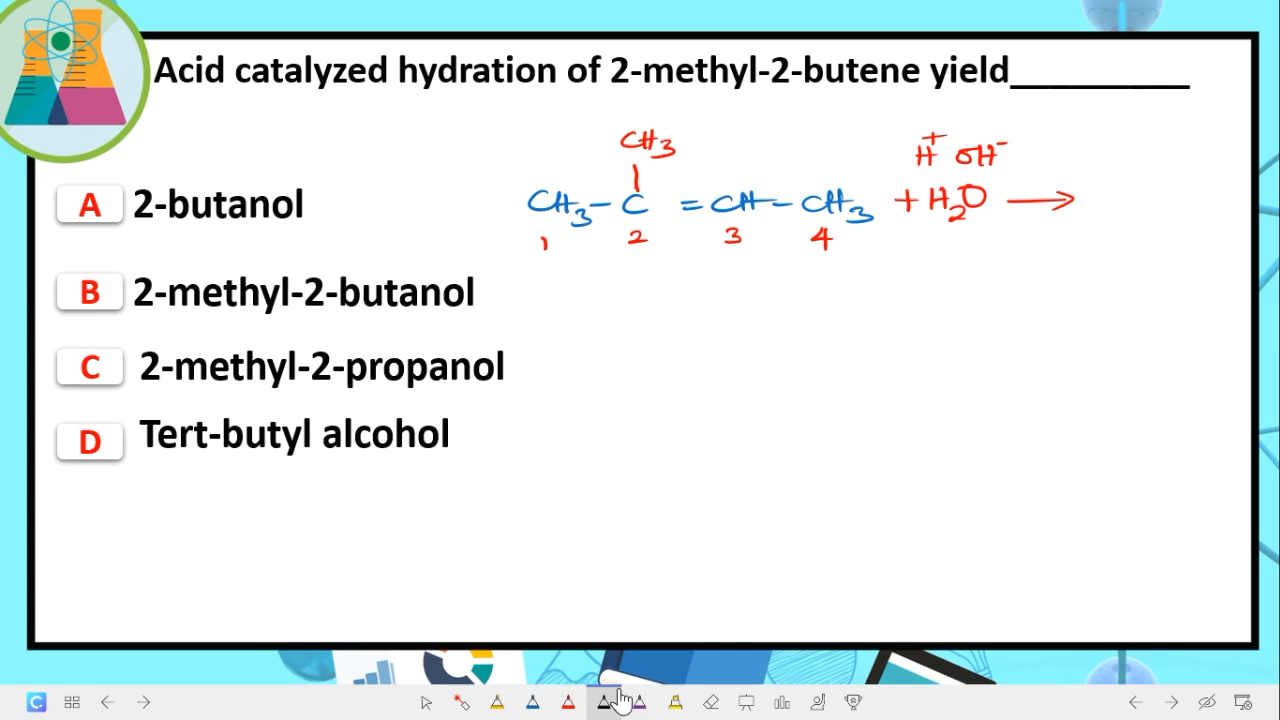 Acid catalyzed hydration of 2-methyl-2-butene yield_________
CH3
H+ OH-
A 2-butanol
CH3 - C = CH - CH3 + H2O →
1 2 3 4
B 2-methyl-2-butanol
C 2-methyl-2-propanol
D Tert-butyl alcohol